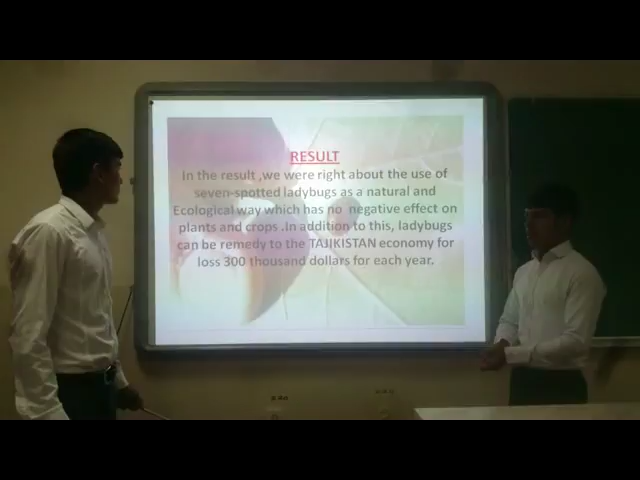 RESULT
In the result ,we were right about the use of
seven-spotted ladybugs as a natural and
Ecological way which has no negative effect on
plants and crops .In addition to this, ladybugs
can be remedy to the TAJIKISTAN economy for
loss 300 thousand dollars for each year.